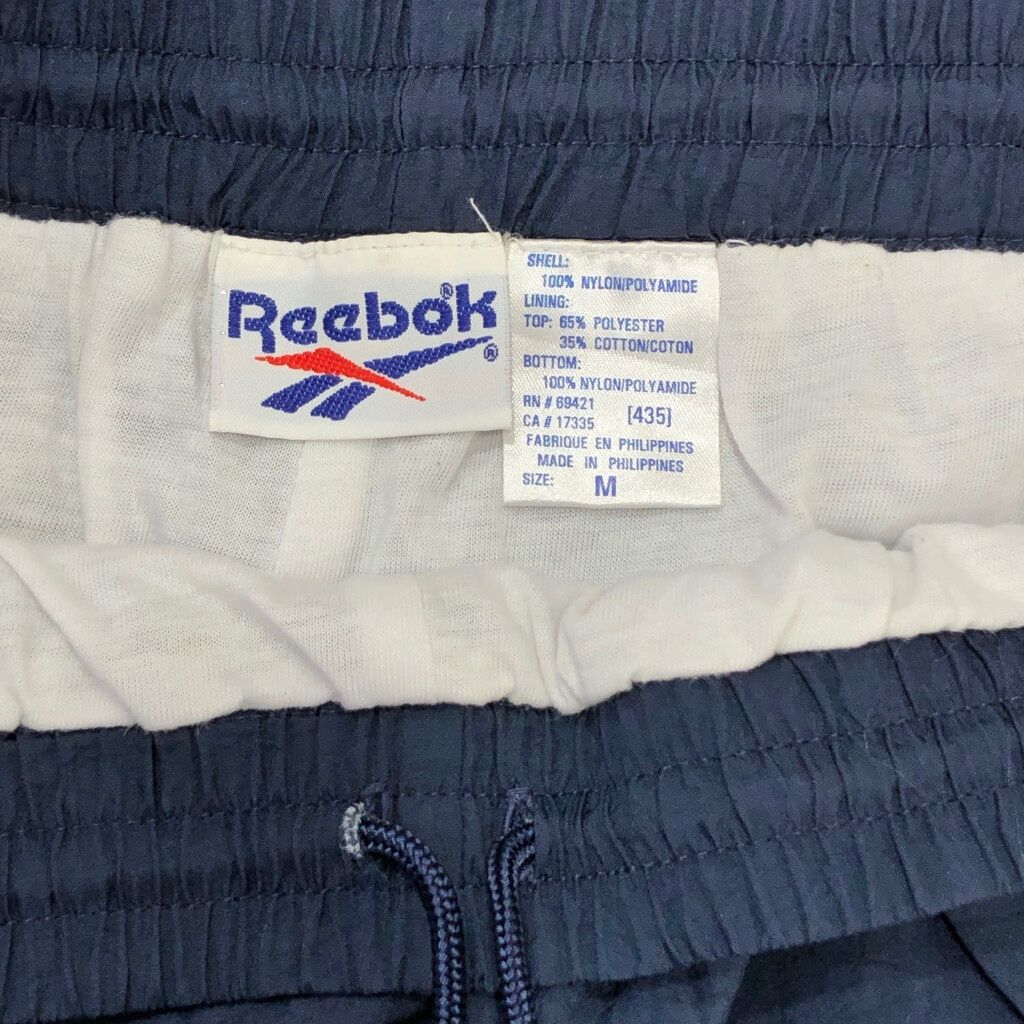 Reebok®
®
SHELL:
100% NYLON/POLYAMIDE
LINING:
TOP: 65% POLYESTER
35% COTTON/COTON
BOTTOM:
100% NYLON/POLYAMIDE
RN # 69421
CA # 17335 [435]
FABRIQUE EN PHILIPPINES
MADE IN PHILIPPINES
SIZE: M